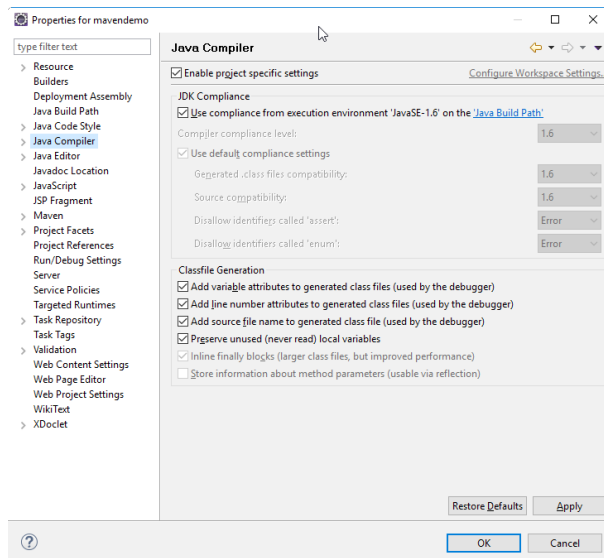 Properties for mavendemo
type filter text
Resource
Builders
Deployment Assembly
Java Build Path
Java Code Style
Java Compiler
Java Editor
Javadoc Location
JavaScript
JSP Fragment
Maven
Project Facets
Project References
Run/Debug Settings
Server
Service Policies
Targeted Runtimes
Task Repository
Task Tags
Validation
Web Content Settings
Web Page Editor
Web Project Settings
WikiText
XDoclet
Java Compiler
Enable project specific settings
Configure Workspace Settings.
JDK Compliance
Use compliance from execution environment 'JavaSE-1.6' on the 'Java Build Path'
Compiler compliance level: 1.6
Use default compliance settings
Generated .class files compatibility: 1.6
Source compatibility: 1.6
Disallow identifiers called 'assert': Error
Disallow identifiers called 'enum': Error
Classfile Generation
Add variable attributes to generated class files (used by the debugger)
Add line number attributes to generated class files (used by the debugger)
Add source file name to generated class file (used by the debugger)
Preserve unused (never read) local variables
Inline finally blocks (larger class files, but improved performance)
Store information about method parameters (usable via reflection)
Restore Defaults Apply
? OK Cancel